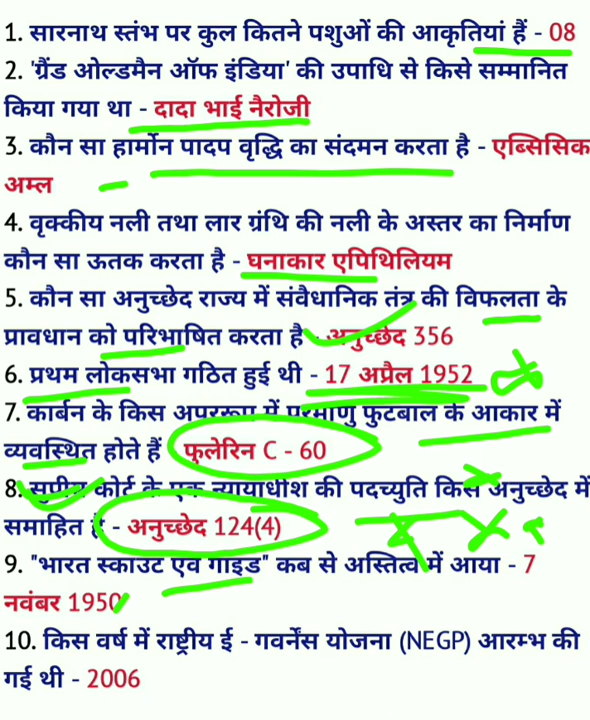 1. सारनाथ स्तंभ पर कुल कितने पशुओं की आकृतियां हैं - 08
2. 'ग्रैंड ओल्डमैन ऑफ इंडिया' की उपाधि से किसे सम्मानित
किया गया था - दादा भाई नैरोजी
3. कौन सा हार्मोन पादप वृद्धि का संदमन करता है - एब्सिसिक
अम्ल
4. वृक्कीय नली तथा लार ग्रंथि की नली के अस्तर का निर्माण
कौन सा ऊतक करता है - घनाकार एपिथिलियम
5. कौन सा अनुच्छेद राज्य में संवैधानिक तंत्र की विफलता के
प्रावधान को परिभाषित करता है - अनुच्छेद 356
6. प्रथम लोकसभा गठित हुई थी - 17 अप्रैल 1952
7. कार्बन के किस अपररूप में परमाणु फुटबाल के आकार में
व्यवस्थित होते हैं फुलेरिन C - 60
8. सुप्रीम कोर्ट के एक न्यायाधीश की पदच्युति किस अनुच्छेद में
समाहित है - अनुच्छेद 124(4)
9. "भारत स्काउट एवं गाइड" कब से अस्तित्व में आया - 7
नवंबर 1950
10. किस वर्ष में राष्ट्रीय ई - गवर्नेंस योजना (NEGP) आरम्भ की
गई थी - 2006